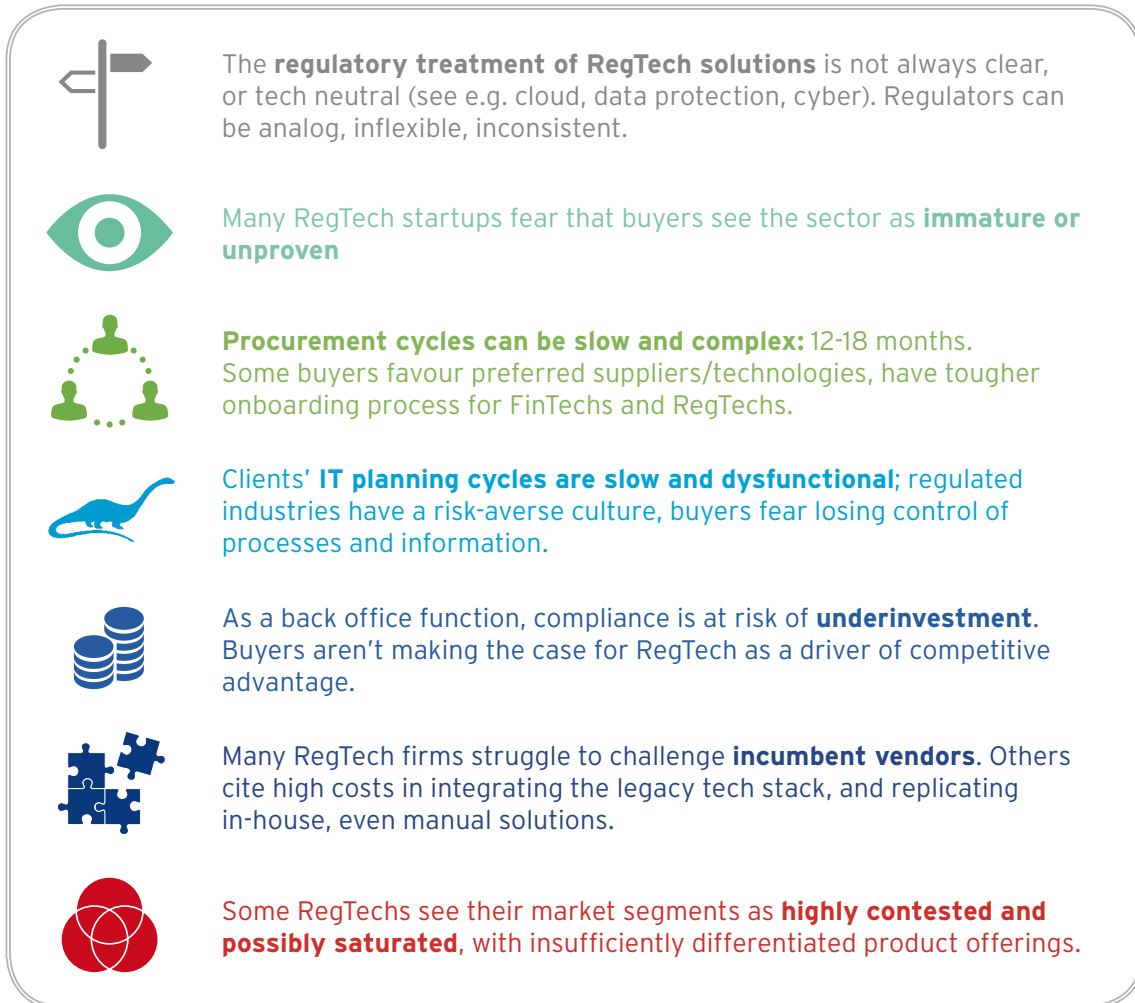 The regulatory treatment of RegTech solutions is not always clear,
or tech neutral (see e.g. cloud, data protection, cyber). Regulators can
be analog, inflexible, inconsistent.
Many RegTech startups fear that buyers see the sector as immature or
unproven
Procurement cycles can be slow and complex: 12-18 months.
Some buyers favour preferred suppliers/technologies, have tougher
onboarding process for FinTechs and RegTechs.
Clients’ IT planning cycles are slow and dysfunctional; regulated
industries have a risk-averse culture, buyers fear losing control of
processes and information.
As a back office function, compliance is at risk of underinvestment.
Buyers aren’t making the case for RegTech as a driver of competitive
advantage.
Many RegTech firms struggle to challenge incumbent vendors. Others
cite high costs in integrating the legacy tech stack, and replicating
in-house, even manual solutions.
Some RegTechs see their market segments as highly contested and
possibly saturated, with insufficiently differentiated product offerings.